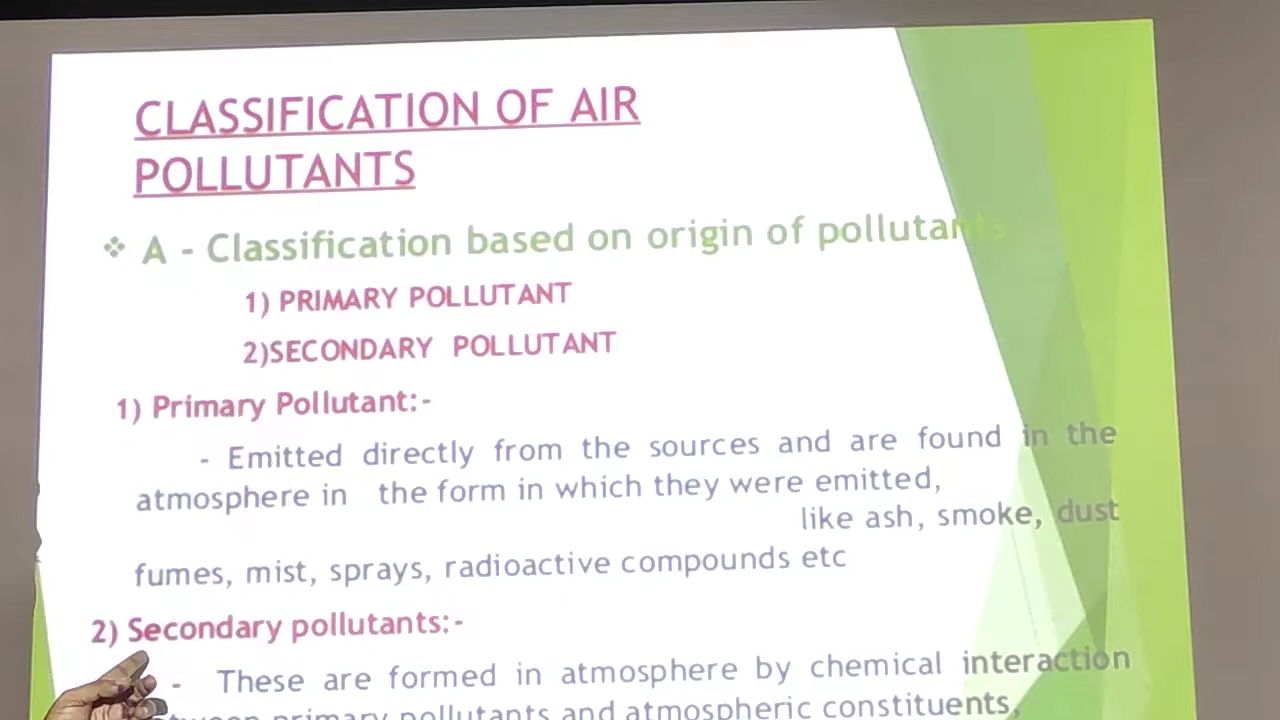 CLASSIFICATION OF AIR
POLLUTANTS
❖ A - Classification based on origin of pollutants
1) PRIMARY POLLUTANT
2)SECONDARY POLLUTANT
1) Primary Pollutant:-
- Emitted directly from the sources and are found in the
atmosphere in the form in which they were emitted,
like ash, smoke, dust
fumes, mist, sprays, radioactive compounds etc
2) Secondary pollutants:-
- These are formed in atmosphere by chemical interaction
primary pollutants and atmospheric constituents,